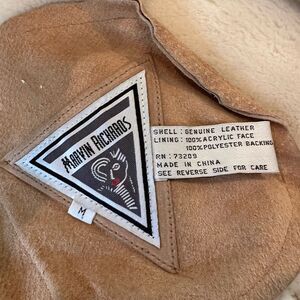 MARVIN RICHARDS
M
SHELL: GENUINE LEATHER
LINING: 100%ACRYLIC FACE
100%POLYESTER BACKING
RN: 73209
MADE IN CHINA
SEE REVERSE SIDE FOR CARE